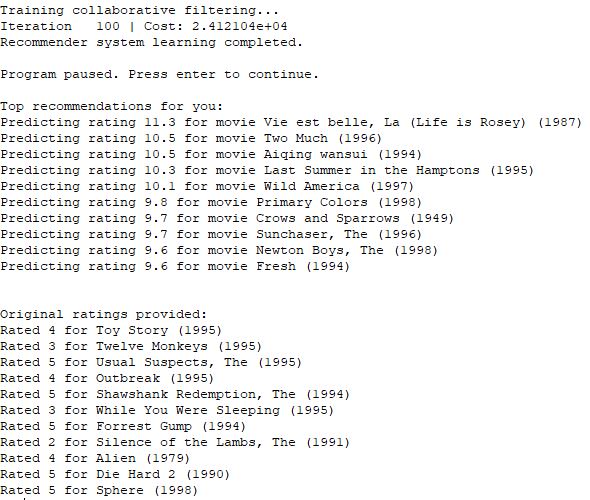 Training collaborative filtering...
Iteration   100 | Cost: 2.412104e+04
Recommender system learning completed.

Program paused. Press enter to continue.

Top recommendations for you:
Predicting rating 11.3 for movie Vie est belle, La (Life is Rosey) (1987)
Predicting rating 10.5 for movie Two Much (1996)
Predicting rating 10.5 for movie Aiqing wansui (1994)
Predicting rating 10.3 for movie Last Summer in the Hamptons (1995)
Predicting rating 10.1 for movie Wild America (1997)
Predicting rating 9.8 for movie Primary Colors (1998)
Predicting rating 9.7 for movie Crows and Sparrows (1949)
Predicting rating 9.7 for movie Sunchaser, The (1996)
Predicting rating 9.6 for movie Newton Boys, The (1998)
Predicting rating 9.6 for movie Fresh (1994)

Original ratings provided:
Rated 4 for Toy Story (1995)
Rated 3 for Twelve Monkeys (1995)
Rated 5 for Usual Suspects, The (1995)
Rated 4 for Outbreak (1995)
Rated 5 for Shawshank Redemption, The (1994)
Rated 3 for While You Were Sleeping (1995)
Rated 5 for Forrest Gump (1994)
Rated 2 for Silence of the Lambs, The (1991)
Rated 4 for Alien (1979)
Rated 5 for Die Hard 2 (1990)
Rated 5 for Sphere (1998)